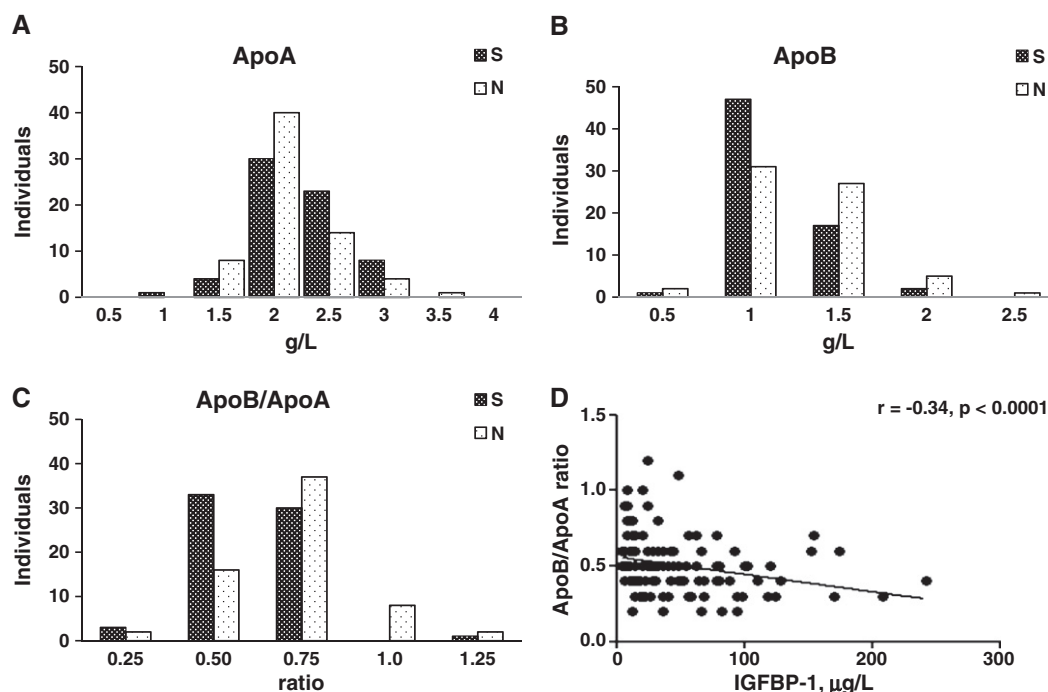 A
ApoA
S
N
50
40
30
20
10
0
Individuals
0.5 1 1.5 2 2.5 3 3.5 4
g/L
B
ApoB
S
N
50
40
30
20
10
0
Individuals
0.5 1 1.5 2 2.5
g/L
C
ApoB/ApoA
S
N
50
40
30
20
10
0
Individuals
0.25 0.50 0.75 1.0 1.25
ratio
D
r = -0.34, p < 0.0001
1.5
1.0
0.5
0.0
ApoB/ApoA ratio
0 100 200 300
IGFBP-1, μg/L